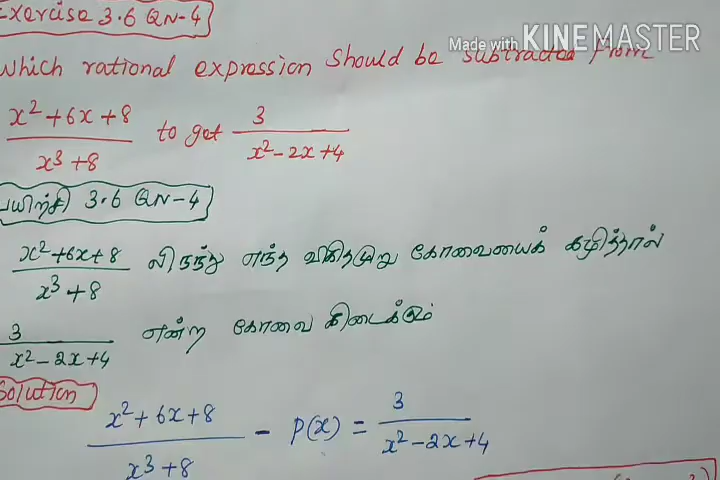 Exercise 3.6 QN-4
Made with KINEMASTER
which rational expression should be subtracted from
x² + 6x + 8 / x³ + 8 to get 3 / x² - 2x + 4
பயிற்சி 3.6 QN-4
x² + 6x + 8 / x³ + 8 லிருந்து எந்த விகிதமுறு கோவையைக் கழித்தால்
3 / x² - 2x + 4 என்ற கோவை கிடைக்கும்
Solution
x² + 6x + 8 / x³ + 8 - P(x) = 3 / x² - 2x + 4